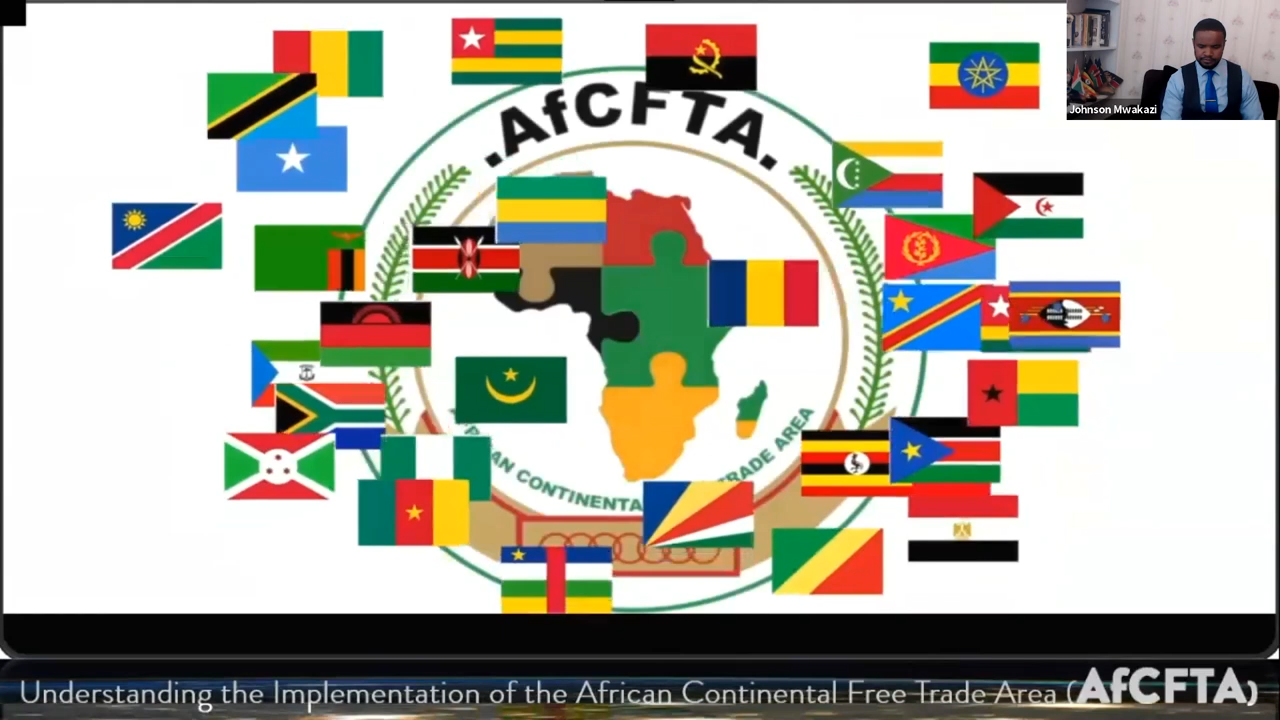 .AfCFTA.
Johnson Mwakazi
CONTINENTA
TRADE AREA
Understanding the Implementation of the African Continental Free Trade Area (AfCFTA)